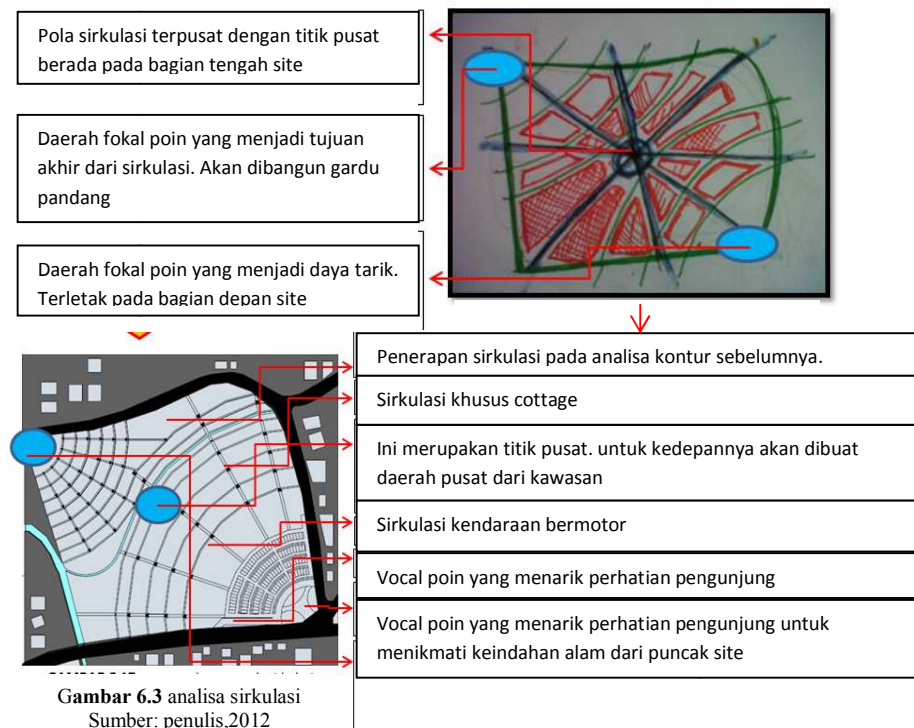 Pola sirkulasi terpusat dengan titik pusat
berada pada bagian tengah site
Daerah fokal poin yang menjadi tujuan
akhir dari sirkulasi. Akan dibangun gardu
pandang
Daerah fokal poin yang menjadi daya tarik.
Terletak pada bagian depan site
Penerapan sirkulasi pada analisa kontur sebelumnya.
Sirkulasi khusus cottage
Ini merupakan titik pusat. untuk kedepannya akan dibuat
daerah pusat dari kawasan
Sirkulasi kendaraan bermotor
Vocal poin yang menarik perhatian pengunjung
Vocal poin yang menarik perhatian pengunjung untuk
menikmati keindahan alam dari puncak site
Gambar 6.3 analisa sirkulasi
Sumber: penulis,2012